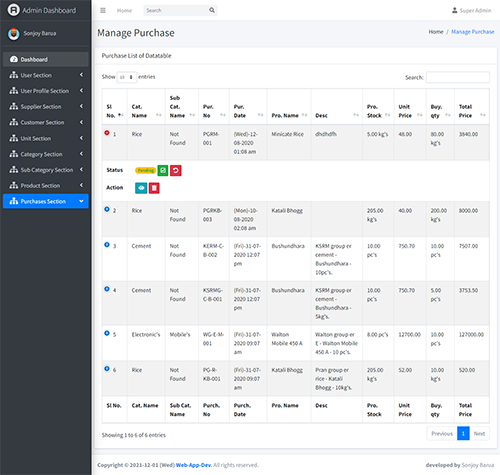 Admin Dashboard
Home
Search
Super Admin
Sonjoy Barua
Dashboard
User Section
User Profile Section
Supplier Section
Customer Section
Unit Section
Category Section
Sub Category Section
Product Section
Purchases Section
Manage Purchase
Home / Manage Purchase
Purchase List of Datatable
Show 10 entries
Search:
Sl No. Cat. Name Sub Cat. Name Pur. No Pur. Date Pro. Name Desc Pro. Stock Unit Price Buy. qty Total Price
1 Rice Not Found PGRM-001 (Wed)-12-08-2020 01:08 am Minicate Rice dhdhdfh 5.00 kg's 48.00 80.00 kg's 3840.00
Status Pending
Action
2 Rice Not Found PGRKB-003 (Mon)-10-08-2020 02:08 am Katali Bhogg 205.00 kg's 40.00 200.00 kg's 8000.00
3 Cement Not Found KERM-C-B-002 (Fri)-31-07-2020 12:07 pm Bushundhara KSRM group er cement - Bushundhara - 10pc's. 10.00 pc's 750.70 10.00 pc's 7507.00
4 Cement Not Found KSRMG-C-B-001 (Fri)-31-07-2020 12:07 pm Bushundhara KSRM group er cement - Bushundhara - 5kg's. 10.00 pc's 750.70 5.00 pc's 3753.50
5 Electronic's Mobile's WG-E-M-001 (Fri)-31-07-2020 09:07 am Walton Mobile 450 A Walton group er E - Walton Mobile 450 A - 10 pc's. 8.00 pc's 12700.00 10.00 pc's 127000.00
6 Rice Not Found PG-R-KB-001 (Fri)-31-07-2020 09:07 am Katali Bhogg Pran group er rice - Katali Bhogg - 10kg's. 205.00 kg's 52.00 10.00 kg's 520.00
Sl No. Cat. Name Sub Cat. Name Purch. No Purch. Date Pro. Name Desc Pro. Stock Unit Price Buy. qty Total Price
Showing 1 to 6 of 6 entries
Previous 1 Next
Copyright © 2021-12-01 (Wed) Web-App-Dev. All rights reserved.
developed by Sonjoy Barua